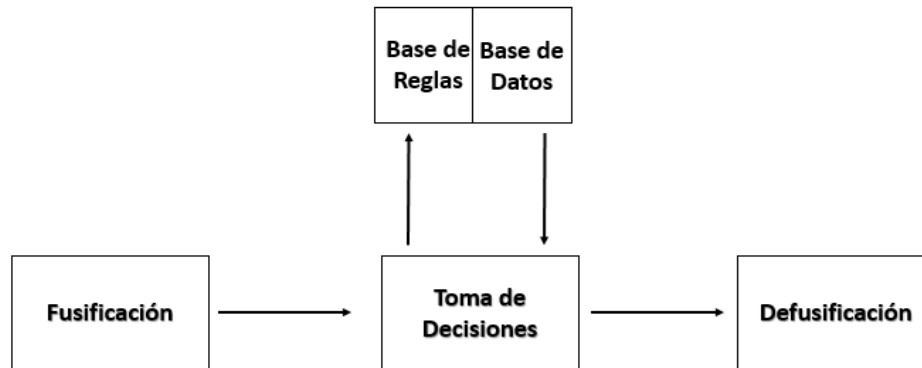 Base de
Reglas
Base de
Datos
Fusificación
Toma de
Decisiones
Defusificación